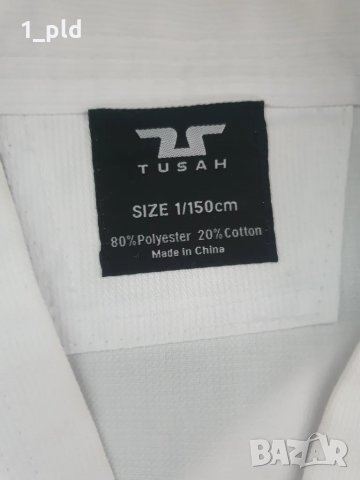 1_pld
TUSAH
SIZE 1/150cm
80%Polyester 20%Cotton
Made in China
BAZAR